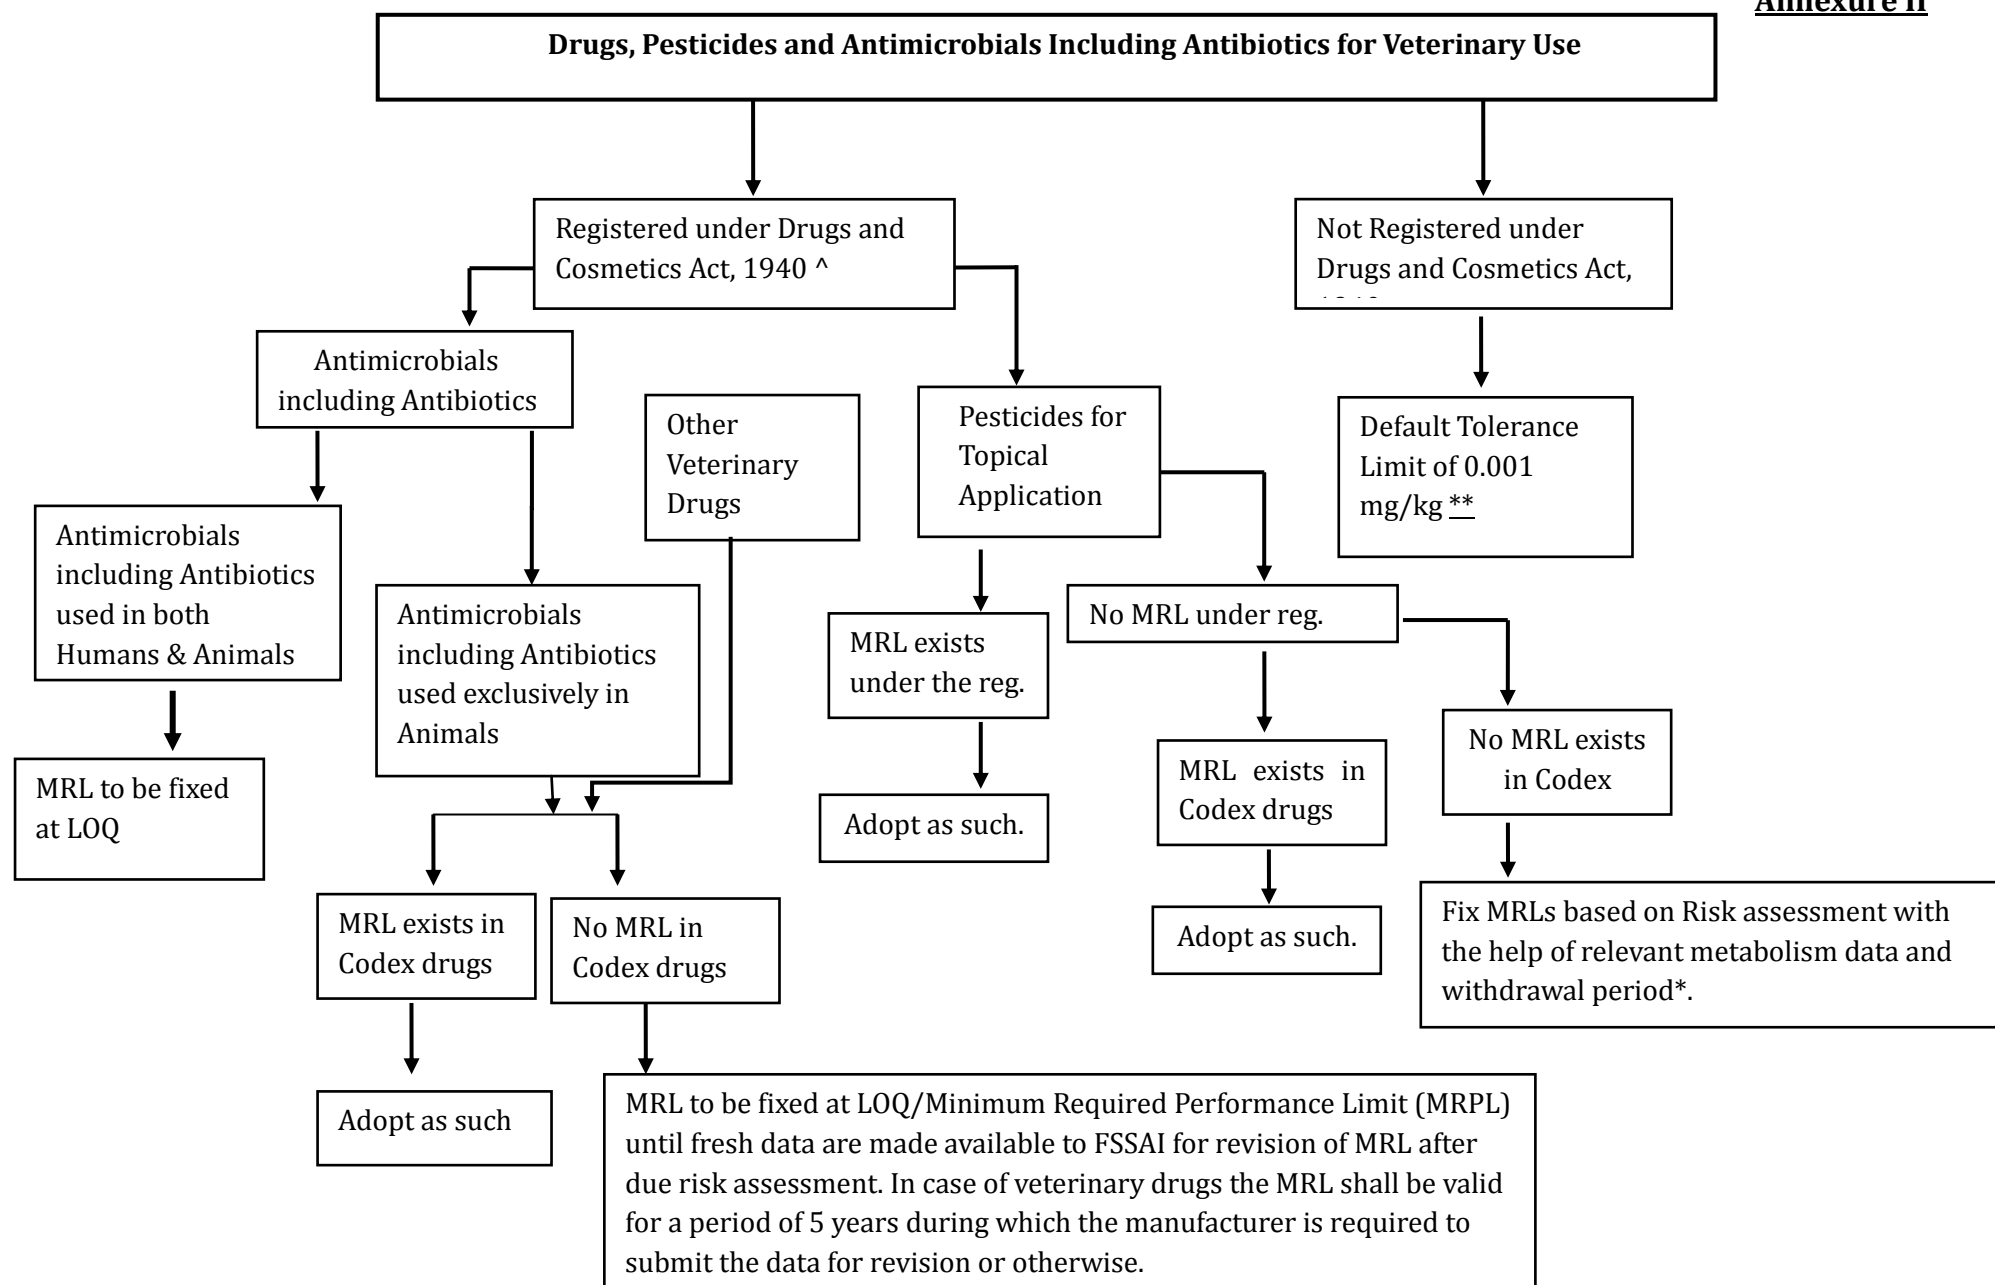 Annexure II
Drugs, Pesticides and Antimicrobials Including Antibiotics for Veterinary Use
Registered under Drugs and
Cosmetics Act, 1940 ^
Not Registered under
Drugs and Cosmetics Act,
Antimicrobials
including Antibiotics
Other
Veterinary
Drugs
Pesticides for
Topical
Application
Default Tolerance
Limit of 0.001
mg/kg **
Antimicrobials
including Antibiotics
used in both
Humans & Animals
Antimicrobials
including Antibiotics
used exclusively in
Animals
MRL exists
under the reg.
No MRL under reg.
MRL to be fixed
at LOQ
Adopt as such.
MRL exists in
Codex drugs
No MRL exists
in Codex
MRL exists in
Codex drugs
No MRL in
Codex drugs
Adopt as such.
Fix MRLs based on Risk assessment with
the help of relevant metabolism data and
withdrawal period*.
Adopt as such
MRL to be fixed at LOQ/Minimum Required Performance Limit (MRPL)
until fresh data are made available to FSSAI for revision of MRL after
due risk assessment. In case of veterinary drugs the MRL shall be valid
for a period of 5 years during which the manufacturer is required to
submit the data for revision or otherwise.